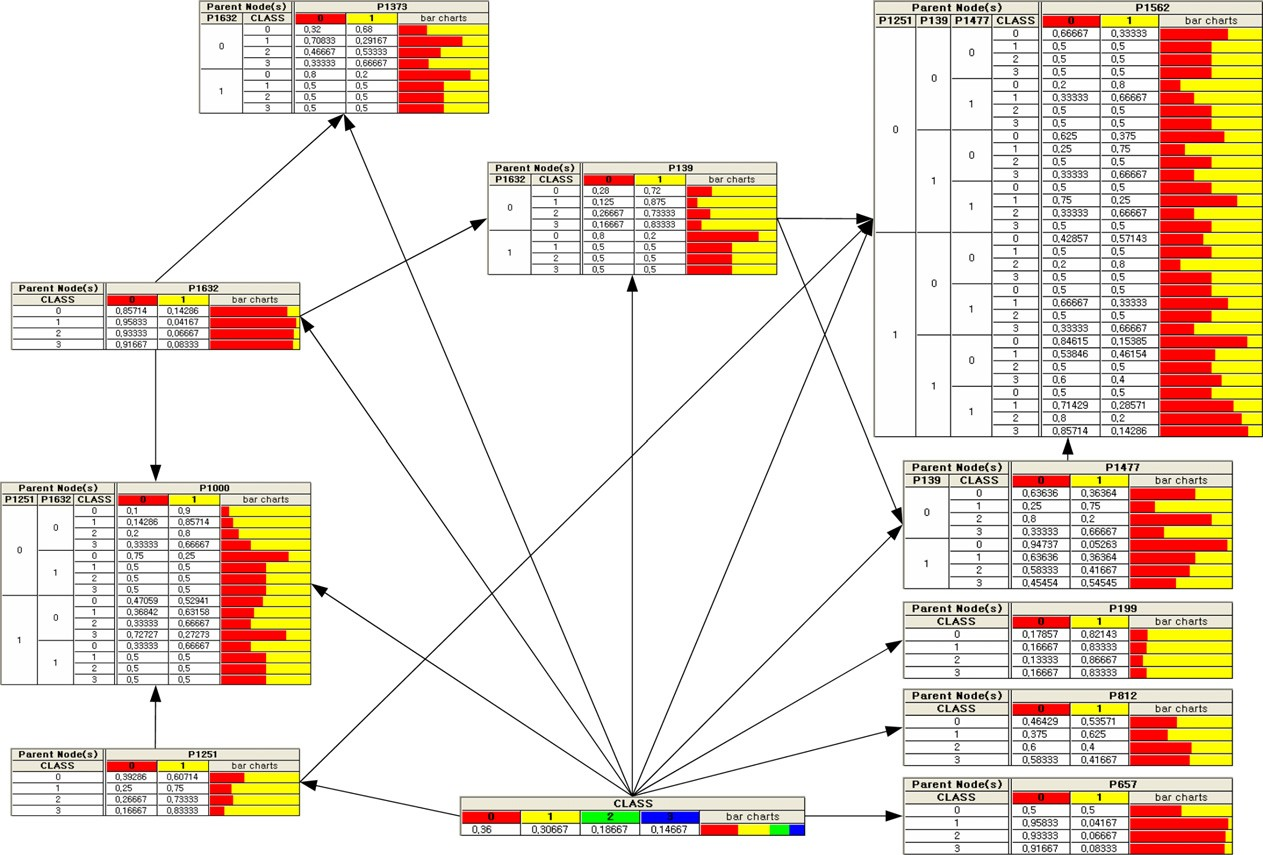 Parent Node(s) P1373
P1632 CLASS 0 1 bar charts
0 0 0,32 0,68
1 0,70833 0,29167
2 0,46667 0,53333
3 0,33333 0,66667
1 0 0,8 0,2
1 0,5 0,5
2 0,5 0,5
3 0,5 0,5
Parent Node(s) P139
P1632 CLASS 0 1 bar charts
0 0 0,28 0,72
1 0,125 0,875
2 0,26667 0,73333
3 0,16667 0,83333
1 0 0,8 0,2
1 0,5 0,5
2 0,5 0,5
3 0,5 0,5
Parent Node(s) P1562
P1251 P139 P1477 CLASS 0 1 bar charts
0 0 0 0 0,66667 0,33333
1 0,5 0,5
2 0,5 0,5
3 0,5 0,5
1 0 0,2 0,8
1 0,33333 0,66667
2 0,5 0,5
3 0,5 0,5
1 0 0 0,625 0,375
1 0,25 0,75
2 0,5 0,5
3 0,33333 0,66667
1 0 0,5 0,5
1 0,75 0,25
2 0,33333 0,66667
3 0,5 0,5
1 0 0 0 0,42857 0,57143
1 0,5 0,5
2 0,2 0,8
3 0,5 0,5
1 0 0,5 0,5
1 0,66667 0,33333
2 0,5 0,5
3 0,33333 0,66667
1 0 0 0,84615 0,15385
1 0,53846 0,46154
2 0,5 0,5
3 0,6 0,4
1 0 0,5 0,5
1 0,71429 0,28571
2 0,8 0,2
3 0,85714 0,14286
Parent Node(s) P1632
CLASS 0 1 bar charts
0 0,85714 0,14286
1 0,95833 0,04167
2 0,93333 0,06667
3 0,91667 0,08333
Parent Node(s) P1000
P1251 P1632 CLASS 0 1 bar charts
0 0 0 0,1 0,9
1 0,14286 0,85714
2 0,2 0,8
3 0,33333 0,66667
1 0 0,75 0,25
1 0,5 0,5
2 0,5 0,5
3 0,5 0,5
1 0 0 0,47059 0,52941
1 0,36842 0,63158
2 0,33333 0,66667
3 0,72727 0,27273
1 0 0,33333 0,66667
1 0,5 0,5
2 0,5 0,5
3 0,5 0,5
Parent Node(s) P1477
P139 CLASS 0 1 bar charts
0 0 0,63636 0,36364
1 0,25 0,75
2 0,8 0,2
3 0,33333 0,66667
1 0 0,94737 0,05263
1 0,63636 0,36364
2 0,58333 0,41667
3 0,45454 0,54545
Parent Node(s) P199
CLASS 0 1 bar charts
0 0,17857 0,82143
1 0,16667 0,83333
2 0,13333 0,86667
3 0,16667 0,83333
Parent Node(s) P812
CLASS 0 1 bar charts
0 0,46429 0,53571
1 0,375 0,625
2 0,6 0,4
3 0,58333 0,41667
Parent Node(s) P1251
CLASS 0 1 bar charts
0 0,39286 0,60714
1 0,25 0,75
2 0,26667 0,73333
3 0,16667 0,83333
CLASS
0 1 2 3 bar charts
0,36 0,30667 0,18667 0,14667
Parent Node(s) P657
CLASS 0 1 bar charts
0 0,5 0,5
1 0,95833 0,04167
2 0,93333 0,06667
3 0,91667 0,08333